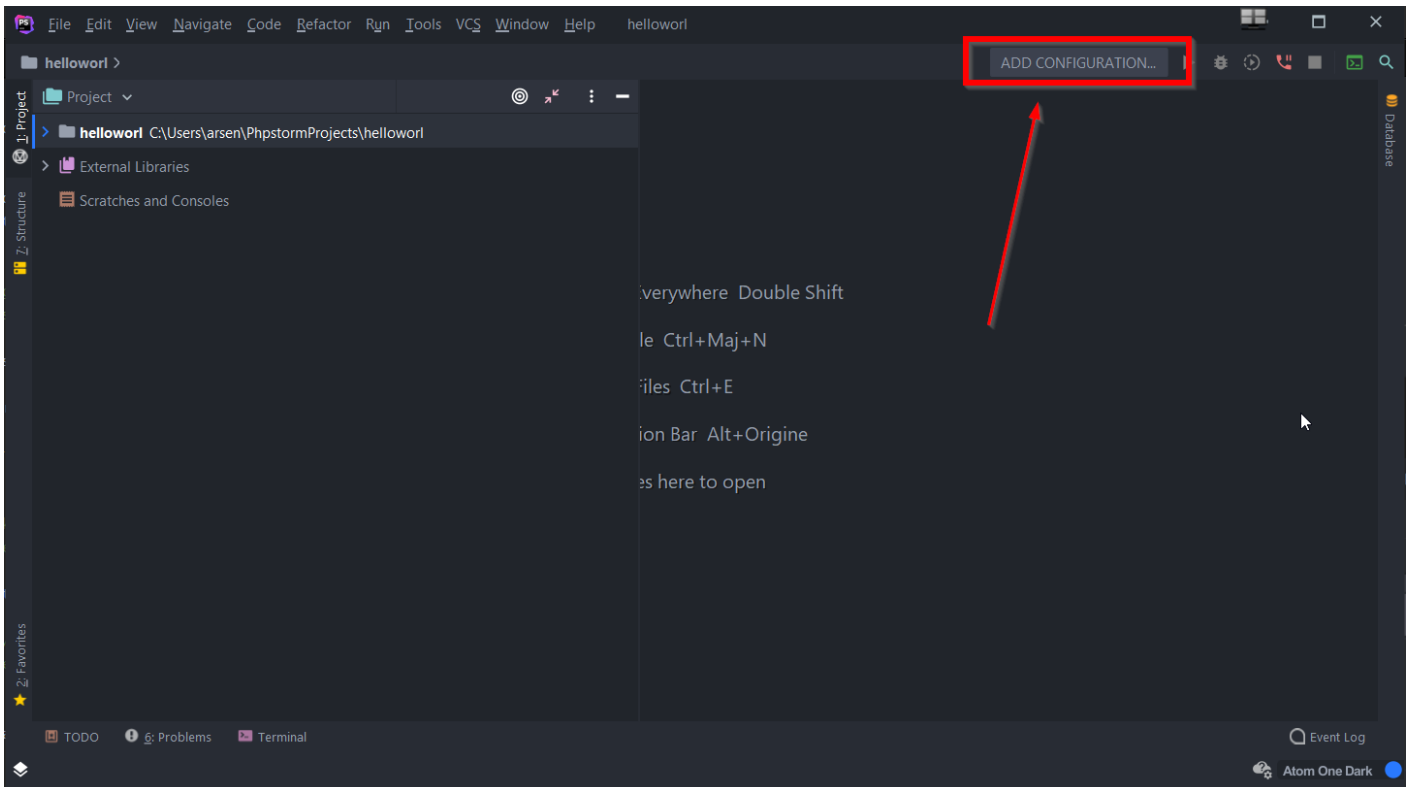 PS File Edit View Navigate Code Refactor Run Tools VCS Window Help helloworl
helloworl
ADD CONFIGURATION...
Project
1: Project
helloworl C:\Users\arsen\PhpstormProjects\helloworl
External Libraries
Scratches and Consoles
7: Structure
2: Favorites
Everywhere Double Shift
le Ctrl+Maj+N
Files Ctrl+E
ion Bar Alt+Origine
es here to open
Database
TODO 6: Problems Terminal
Event Log
Atom One Dark